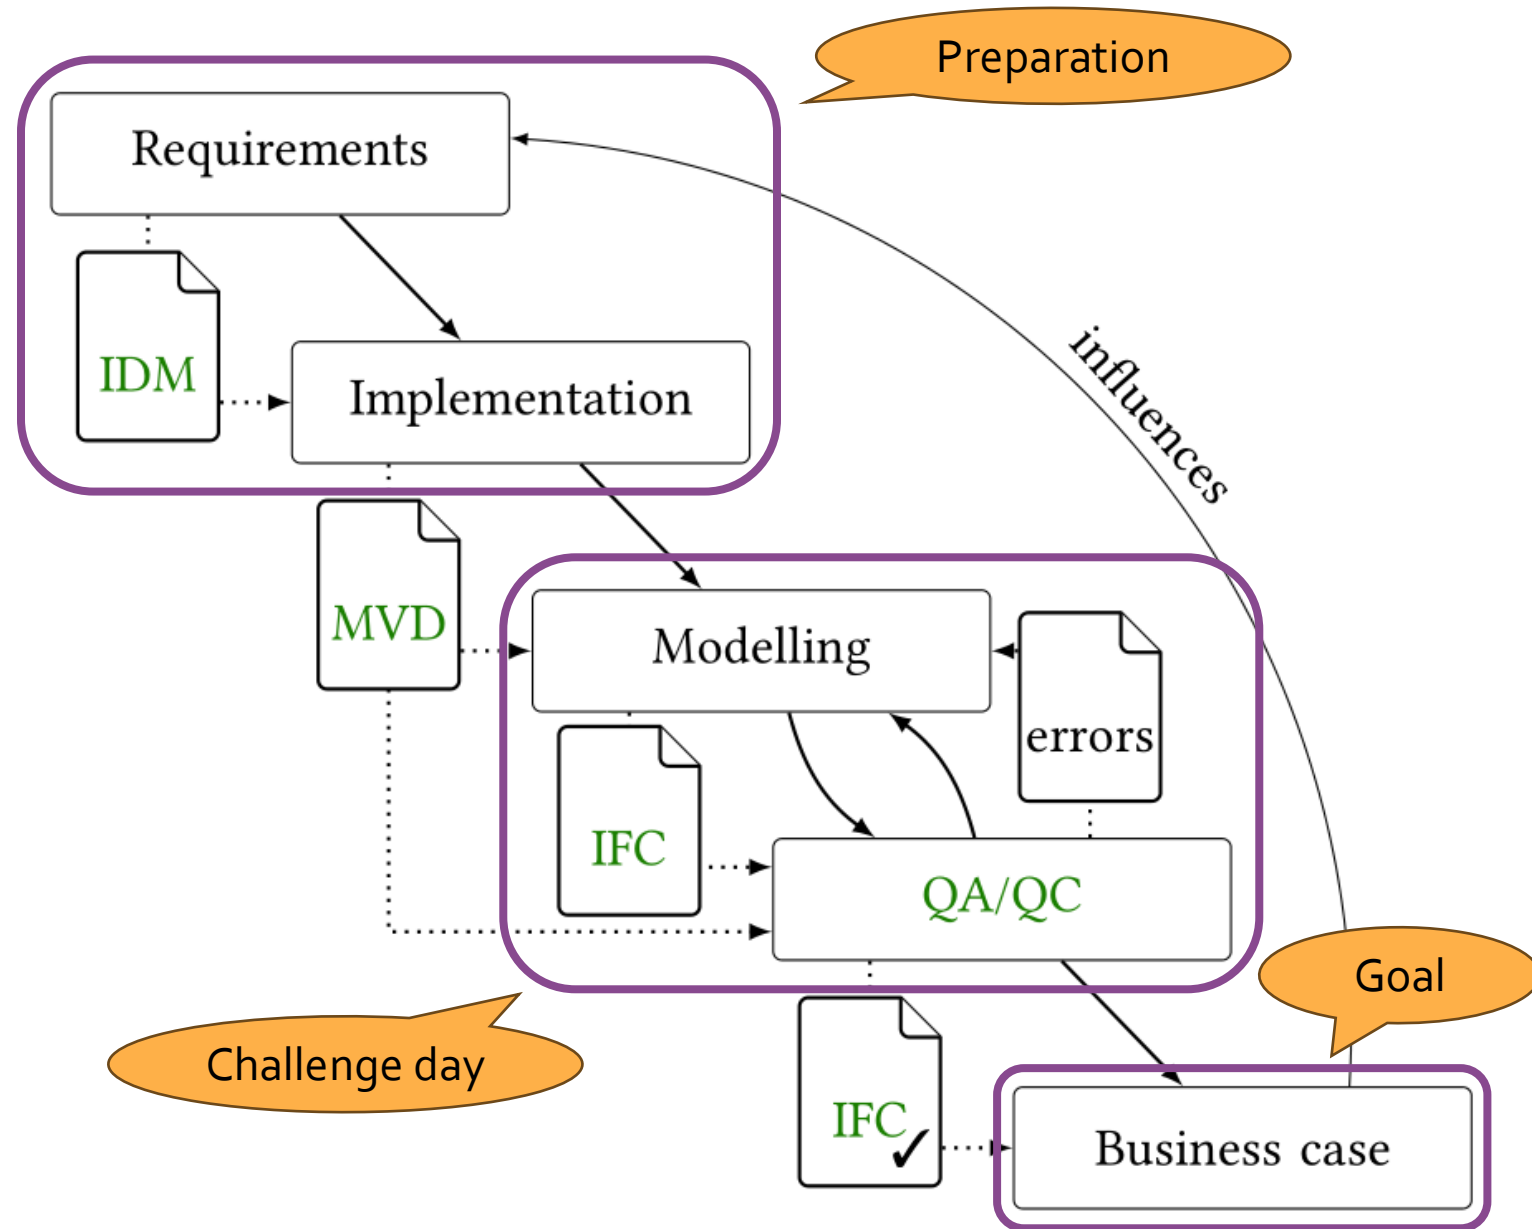 Preparation
Requirements
IDM
Implementation
influences
MVD
Modelling
errors
IFC
QA/QC
Goal
Challenge day
IFC✓
Business case